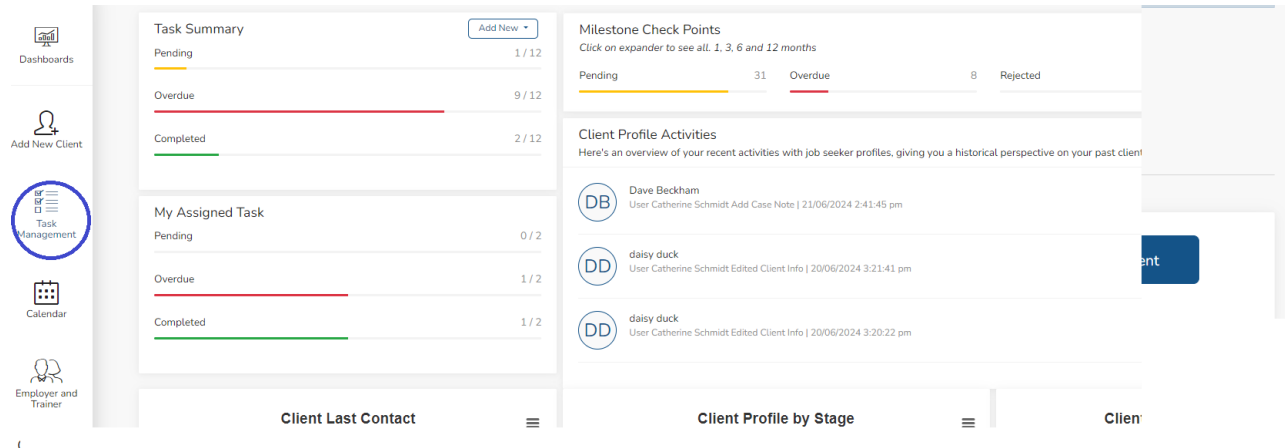 Dashboards
Add New Client
Task
Management
Calendar
Employer and
Trainer
Task Summary
Add New
Pending 1 / 12
Overdue 9 / 12
Completed 2 / 12
My Assigned Task
Pending 0 / 2
Overdue 1 / 2
Completed 1 / 2
Client Last Contact
Milestone Check Points
Click on expander to see all. 1, 3, 6 and 12 months
Pending 31 Overdue 8 Rejected
Client Profile Activities
Here's an overview of your recent activities with job seeker profiles, giving you a historical perspective on your past client
DB
Dave Beckham
User Catherine Schmidt Add Case Note | 21/06/2024 2:41:45 pm
DD
daisy duck
User Catherine Schmidt Edited Client Info | 20/06/2024 3:21:41 pm
DD
daisy duck
User Catherine Schmidt Edited Client Info | 20/06/2024 3:20:22 pm
Client Profile by Stage
Client
ent